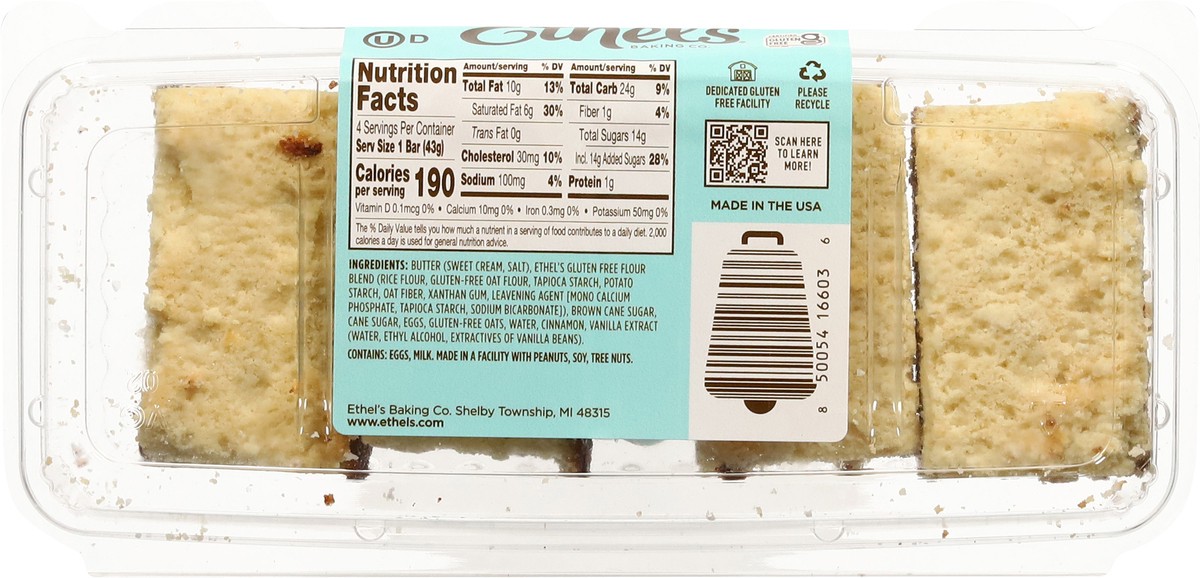 U D
Ethel's
BAKING CO.
GLUTEN
FREE
Nutrition
Facts
4 Servings Per Container
Serv Size 1 Bar (43g)
Calories
per serving 190
Amount/serving % DV
Total Fat 10g 13%
Saturated Fat 6g 30%
Trans Fat 0g
Cholesterol 30mg 10%
Sodium 100mg 4%
Amount/serving % DV
Total Carb 24g 9%
Fiber 1g 4%
Total Sugars 14g
Incl. 14g Added Sugars 28%
Protein 1g
Vitamin D 0.1mcg 0% • Calcium 10mg 0% • Iron 0.3mg 0% • Potassium 50mg 0%
The % Daily Value tells you how much a nutrient in a serving of food contributes to a daily diet. 2,000
calories a day is used for general nutrition advice.
INGREDIENTS: BUTTER (SWEET CREAM, SALT), ETHEL'S GLUTEN FREE FLOUR
BLEND (RICE FLOUR, GLUTEN-FREE OAT FLOUR, TAPIOCA STARCH, POTATO
STARCH, OAT FIBER, XANTHAN GUM, LEAVENING AGENT [MONO CALCIUM
PHOSPHATE, TAPIOCA STARCH, SODIUM BICARBONATE]), BROWN CANE SUGAR,
CANE SUGAR, EGGS, GLUTEN-FREE OATS, WATER, CINNAMON, VANILLA EXTRACT
(WATER, ETHYL ALCOHOL, EXTRACTIVES OF VANILLA BEANS).
CONTAINS: EGGS, MILK. MADE IN A FACILITY WITH PEANUTS, SOY, TREE NUTS.
Ethel's Baking Co. Shelby Township, MI 48315
www.ethels.com
DEDICATED GLUTEN
FREE FACILITY
PLEASE
RECYCLE
SCAN HERE
TO LEARN
MORE!
MADE IN THE USA
8 50054 16603 6